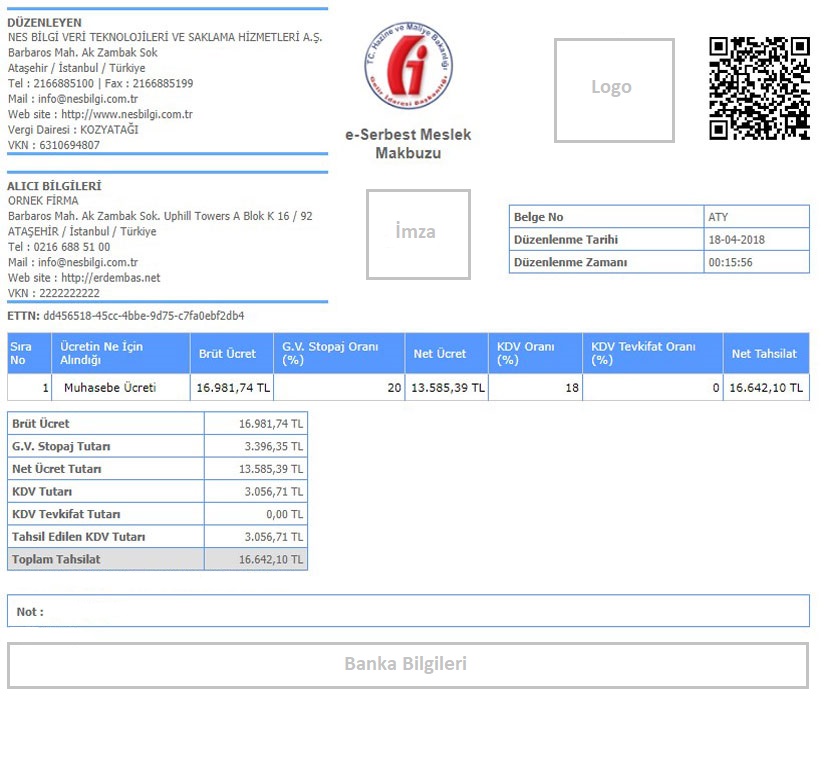 DÜZENLEYEN
NES BİLGİ VERİ TEKNOLOJİLERİ VE SAKLAMA HİZMETLERİ A.Ş.
Barbaros Mah. Ak Zambak Sok
Ataşehir / İstanbul / Türkiye
Tel : 2166885100 | Fax : 2166885199
Mail : info@nesbilgi.com.tr
Web site : http://www.nesbilgi.com.tr
Vergi Dairesi : KOZYATAĞI
VKN : 6310694807
T.C. Hazine ve Maliye Bakanlığı
Gelir İdaresi Başkanlığı
e-Serbest Meslek
Makbuzu
Logo
ALICI BİLGİLERİ
ORNEK FİRMA
Barbaros Mah. Ak Zambak Sok. Uphill Towers A Blok K 16 / 92
ATAŞEHİR / İstanbul / Türkiye
Tel : 0216 688 51 00
Mail : info@nesbilgi.com.tr
Web site : http://erdembas.net
VKN : 2222222222
İmza
Belge No ATY
Düzenlenme Tarihi 18-04-2018
Düzenlenme Zamanı 00:15:56
ETTN: dd456518-45cc-4bbe-9d75-c7fa0ebf2db4
Sıra No Ücretin Ne İçin Alındığı Brüt Ücret G.V. Stopaj Oranı (%) Net Ücret KDV Oranı (%) KDV Tevkifat Oranı (%) Net Tahsilat
1 Muhasebe Ücreti 16.981,74 TL 20 13.585,39 TL 18 0 16.642,10 TL
Brüt Ücret 16.981,74 TL
G.V. Stopaj Tutarı 3.396,35 TL
Net Ücret Tutarı 13.585,39 TL
KDV Tutarı 3.056,71 TL
KDV Tevkifat Tutarı 0,00 TL
Tahsil Edilen KDV Tutarı 3.056,71 TL
Toplam Tahsilat 16.642,10 TL
Not :
Banka Bilgileri